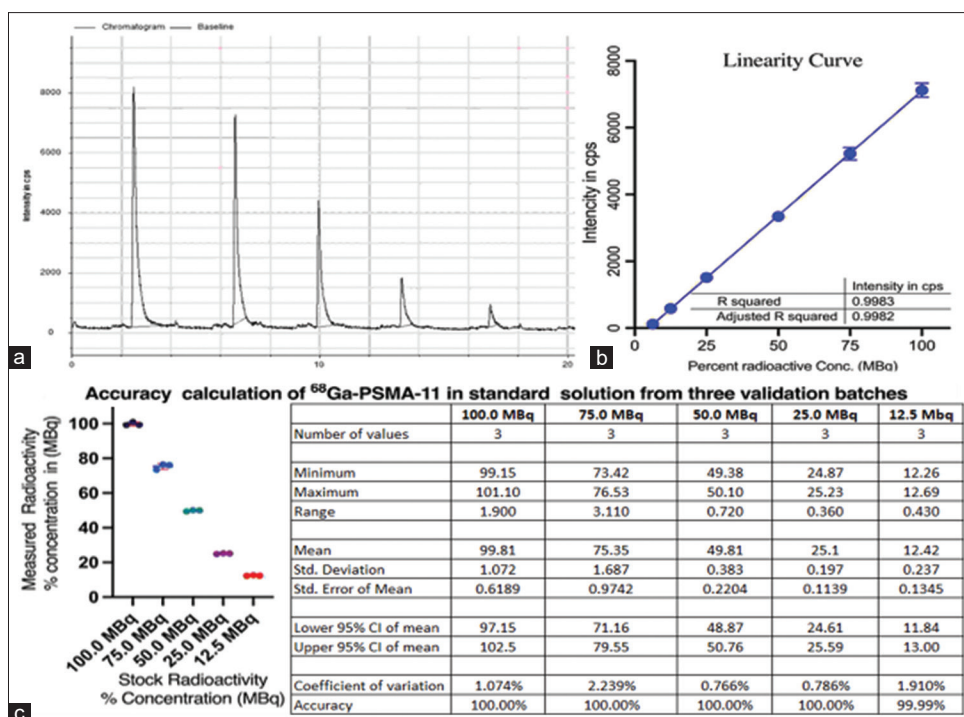 Chromatogram Baseline
Intensity in cps
8000
6000
4000
2000
0
0 10 20
a
Linearity Curve
Intencity in cps
8000
6000
4000
2000
0
Intensity in cps
R squared 0.9983
Adjusted R squared 0.9982
0 25 50 75 100
Percent radioactive Conc. (MBq)
b
Accuracy calculation of ⁶⁸Ga-PSMA-11 in standard solution from three validation batches
Measured Radioactivity
% concentration in (MBq)
100
80
60
40
20
0
100.0 MBq
75.0 MBq
50.0 MBq
25.0 MBq
12.5 MBq
Stock Radioactivity
% Concentration (MBq)
100.0 MBq 75.0 MBq 50.0 MBq 25.0 MBq 12.5 Mbq
Number of values 3 3 3 3 3
Minimum 99.15 73.42 49.38 24.87 12.26
Maximum 101.10 76.53 50.10 25.23 12.69
Range 1.900 3.110 0.720 0.360 0.430
Mean 99.81 75.35 49.81 25.1 12.42
Std. Deviation 1.072 1.687 0.383 0.197 0.237
Std. Error of Mean 0.6189 0.9742 0.2204 0.1139 0.1345
Lower 95% CI of mean 97.15 71.16 48.87 24.61 11.84
Upper 95% CI of mean 102.5 79.55 50.76 25.59 13.00
Coefficient of variation 1.074% 2.239% 0.766% 0.786% 1.910%
Accuracy 100.00% 100.00% 100.00% 100.00% 99.99%
c